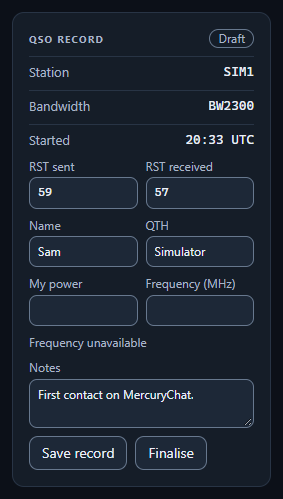 QSO RECORD Draft
Station SIM1
Bandwidth BW2300
Started 20:33 UTC
RST sent RST received
59 57
Name QTH
Sam Simulator
My power Frequency (MHz)
Frequency unavailable
Notes
First contact on MercuryChat.
Save record Finalise